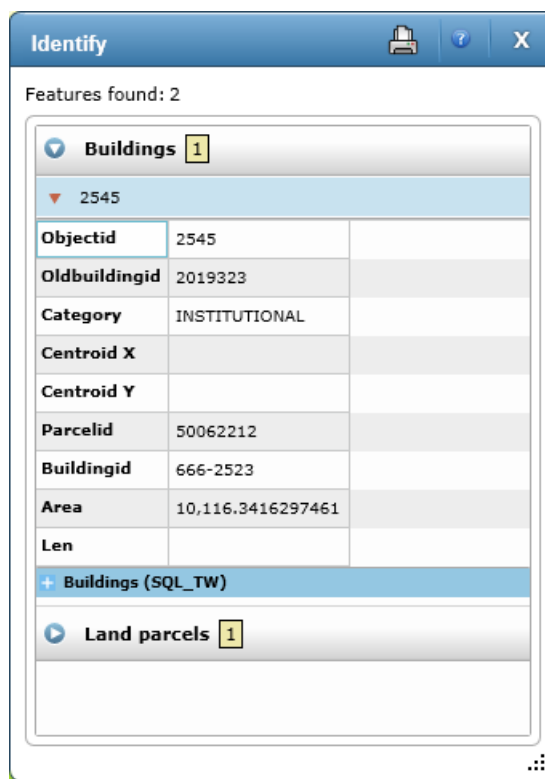 Identify ? X
Features found: 2
Buildings 1
2545
Objectid 2545
Oldbuildingid 2019323
Category INSTITUTIONAL
Centroid X
Centroid Y
Parcelid 50062212
Buildingid 666-2523
Area 10,116.3416297461
Len
+ Buildings (SQL_TW)
Land parcels 1